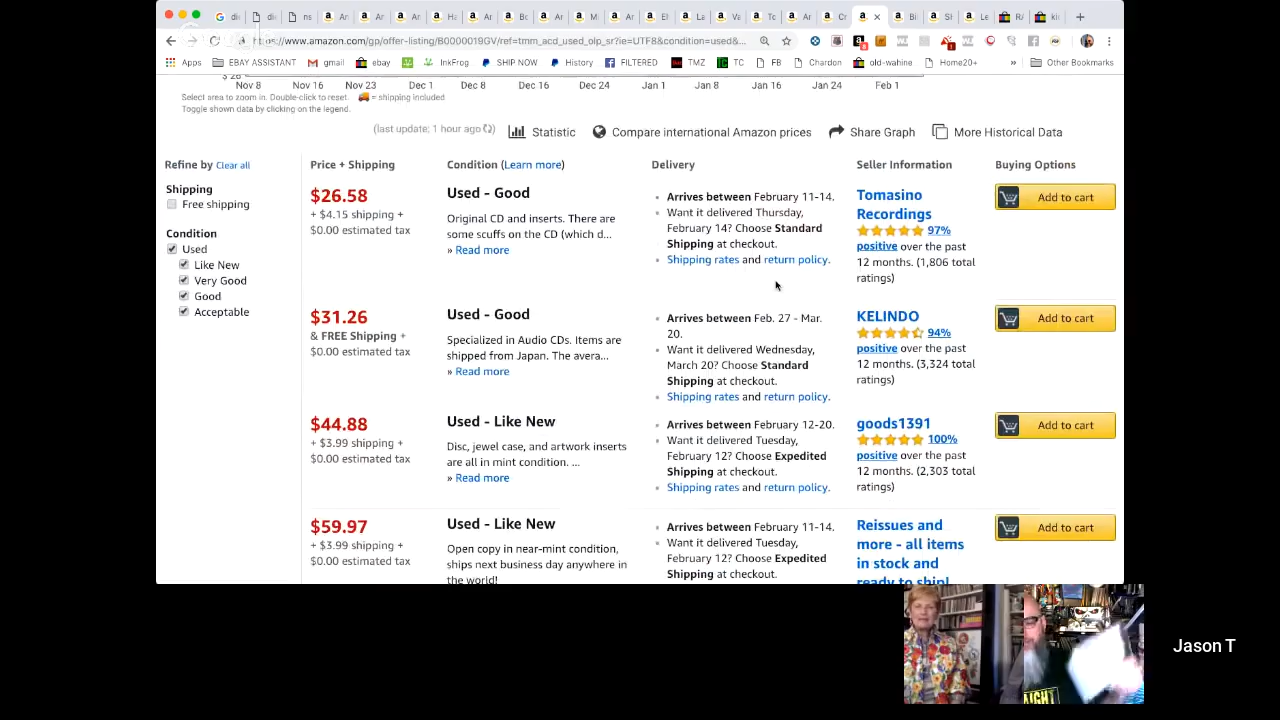 https://www.amazon.com/gp/offer-listing/B0000019GV/ref=tmm_acd_used_olp_sr?ie=UTF8&condition=used&...
Apps EBAY ASSISTANT gmail ebay InkFrog SHIP NOW History FILTERED TMZ TC FB Chardon old-wahine Home20+ » Other Bookmarks
Nov 8 Nov 16 Nov 23 Dec 1 Dec 8 Dec 16 Dec 24 Jan 1 Jan 8 Jan 16 Jan 24 Feb 1
Select area to zoom in. Double-click to reset. = shipping included
Toggle shown data by clicking on the legend.
(last update; 1 hour ago) Statistic Compare international Amazon prices Share Graph More Historical Data
Refine by Clear all
Shipping
Free shipping
Condition
Used
Like New
Very Good
Good
Acceptable
Price + Shipping Condition (Learn more) Delivery Seller Information Buying Options
$26.58
+ $4.15 shipping +
$0.00 estimated tax
Used - Good
Original CD and inserts. There are
some scuffs on the CD (which d...
» Read more
Arrives between February 11-14.
Want it delivered Thursday,
February 14? Choose Standard
Shipping at checkout.
Shipping rates and return policy.
Tomasino
Recordings
97%
positive over the past
12 months. (1,806 total
ratings)
Add to cart
$31.26
& FREE Shipping +
$0.00 estimated tax
Used - Good
Specialized in Audio CDs. Items are
shipped from Japan. The avera...
» Read more
Arrives between Feb. 27 - Mar.
20.
Want it delivered Wednesday,
March 20? Choose Standard
Shipping at checkout.
Shipping rates and return policy.
KELINDO
94%
positive over the past
12 months. (3,324 total
ratings)
Add to cart
$44.88
+ $3.99 shipping +
$0.00 estimated tax
Used - Like New
Disc, jewel case, and artwork inserts
are all in mint condition. ...
» Read more
Arrives between February 12-20.
Want it delivered Tuesday,
February 12? Choose Expedited
Shipping at checkout.
Shipping rates and return policy.
goods1391
100%
positive over the past
12 months. (2,303 total
ratings)
Add to cart
$59.97
+ $3.99 shipping +
$0.00 estimated tax
Used - Like New
Open copy in near-mint condition,
ships next business day anywhere in
the world!
Arrives between February 11-14.
Want it delivered Tuesday,
February 12? Choose Expedited
Shipping at checkout.
Reissues and
more - all items
in stock and
ready to ship!
Add to cart
Jason T